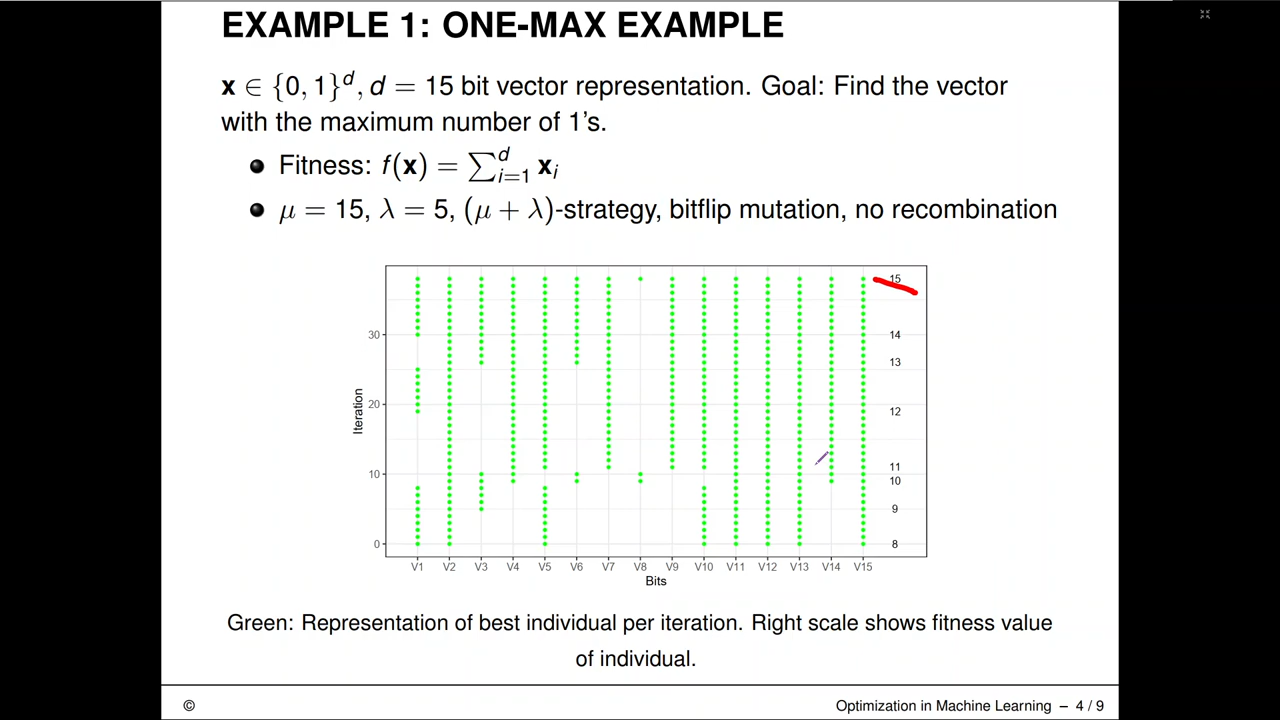 EXAMPLE 1: ONE-MAX EXAMPLE
x ∈ {0, 1}^d, d = 15 bit vector representation. Goal: Find the vector
with the maximum number of 1's.
Fitness: f(x) = ∑_{i=1}^d x_i
μ = 15, λ = 5, (μ + λ)-strategy, bitflip mutation, no recombination
15
30 14
13
20 12
Iteration
11
10 10
9
0 8
V1 V2 V3 V4 V5 V6 V7 V8 V9 V10 V11 V12 V13 V14 V15
Bits
Green: Representation of best individual per iteration. Right scale shows fitness value
of individual.
© Optimization in Machine Learning – 4 / 9